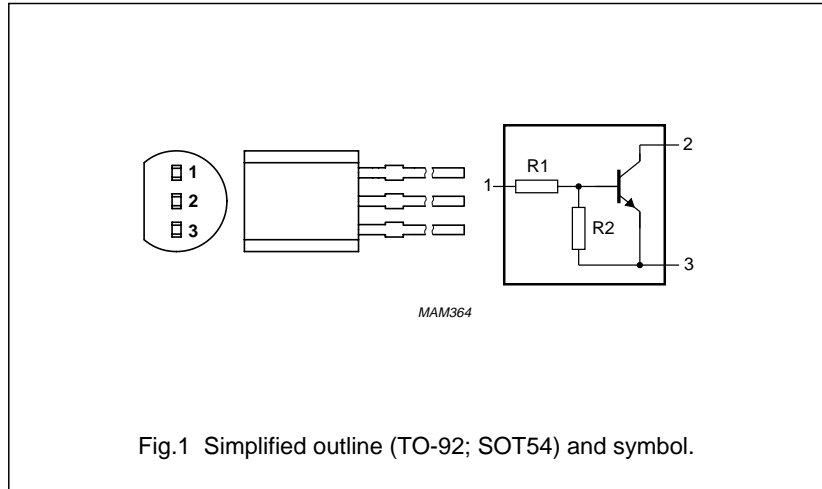 1
2
3
R1
R2
1
2
3
MAM364
Fig.1 Simplified outline (TO-92; SOT54) and symbol.